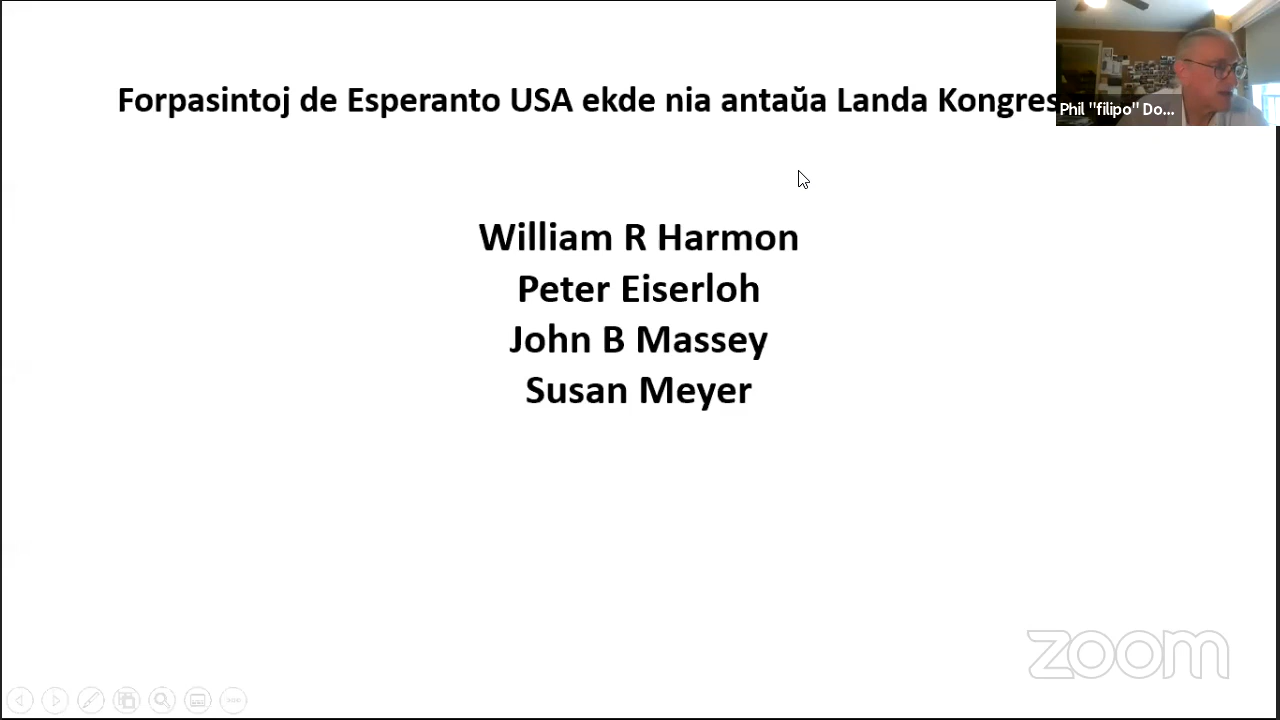 Forpasintoj de Esperanto USA ekde nia antaŭa Landa Kongres
Phil "filipo" Do...
William R Harmon
Peter Eiserloh
John B Massey
Susan Meyer
zoom